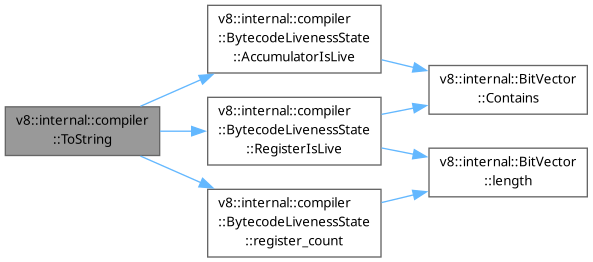 v8::internal::compiler
::ToString
v8::internal::compiler
::BytecodeLivenessState
::AccumulatorIsLive
v8::internal::compiler
::BytecodeLivenessState
::RegisterIsLive
v8::internal::compiler
::BytecodeLivenessState
::register_count
v8::internal::BitVector
::Contains
v8::internal::BitVector
::length